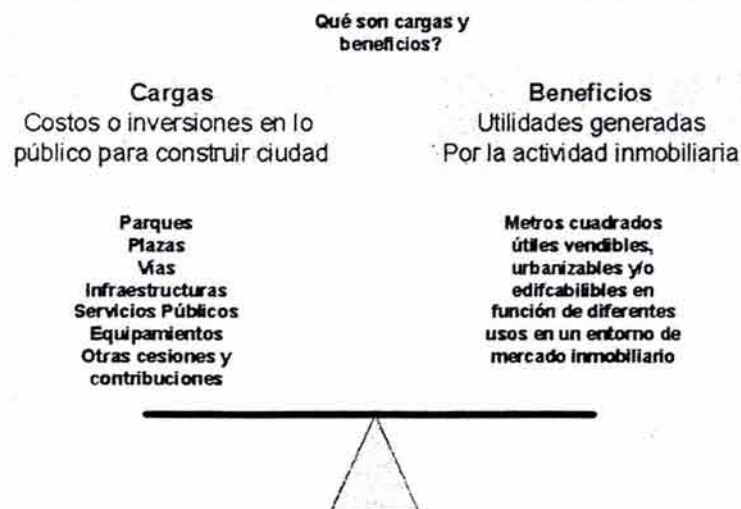 Qué son cargas y
beneficios?
Cargas
Costos o inversiones en lo
público para construir ciudad
Parques
Plazas
Vías
Infraestructuras
Servicios Públicos
Equipamientos
Otras cesiones y
contribuciones
Beneficios
Utilidades generadas
Por la actividad inmobiliaria
Metros cuadrados
útiles vendibles,
urbanizables y/o
edifcabilibles en
función de diferentes
usos en un entorno de
mercado inmobiliario